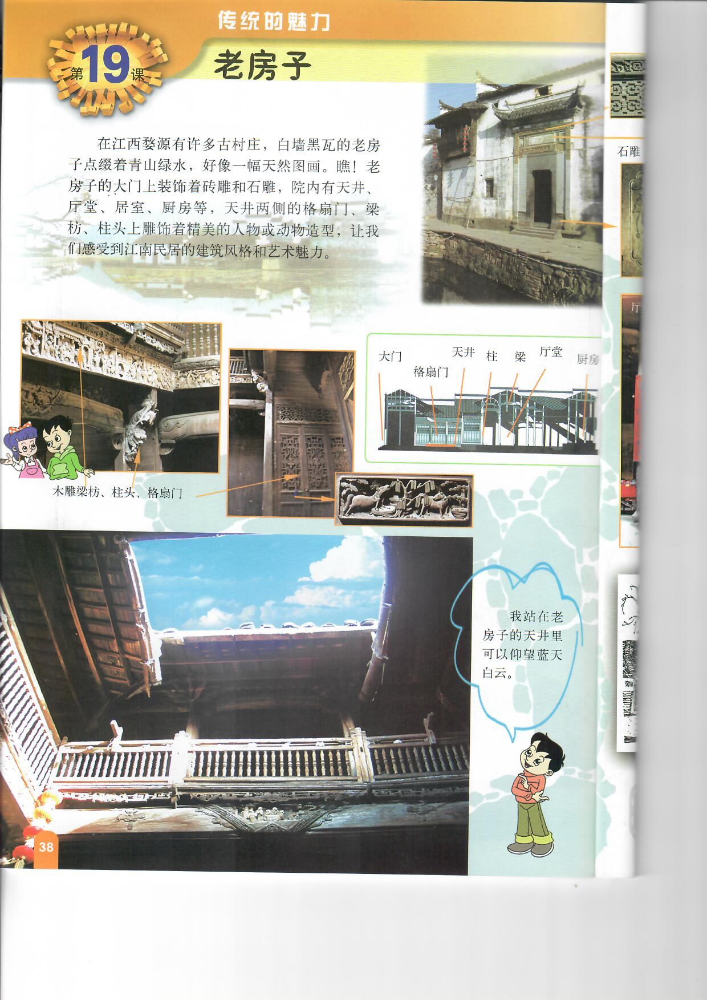 传统的魅力
第19课
老房子
在江西婺源有许多古村庄，白墙黑瓦的老房
子点缀着青山绿水，好像一幅天然图画。瞧！老
房子的大门上装饰着砖雕和石雕，院内有天井、
厅堂、居室、厨房等，天井两侧的格扇门、梁
枋、柱头上雕饰着精美的人物或动物造型，让我
们感受到江南民居的建筑风格和艺术魅力。
石雕
厅
大门
格扇门
天井
柱
梁
厅堂
厨房
木雕梁枋、柱头、格扇门
我站在老
房子的天井里
可以仰望蓝天
白云。
38